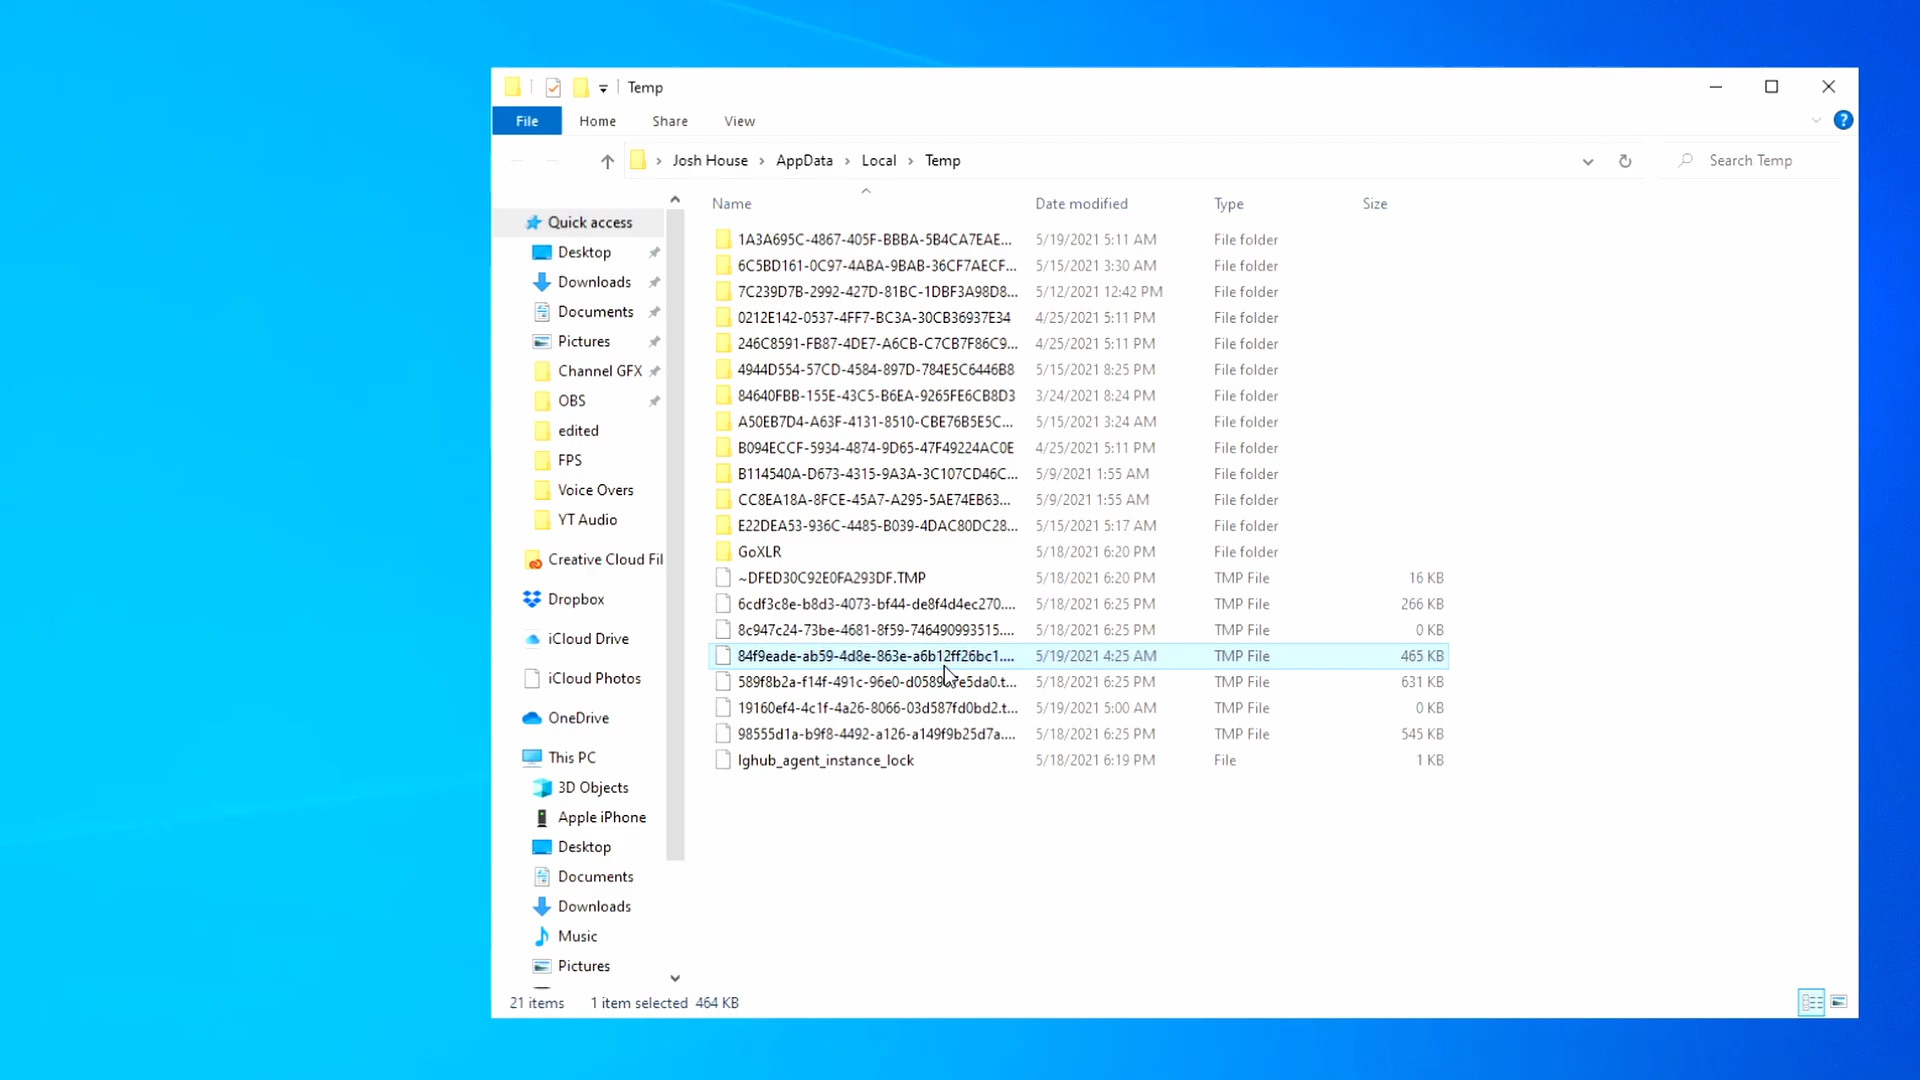 Temp
File Home Share View
Josh House AppData Local Temp
Search Temp
Name Date modified Type Size
Quick access
Desktop
Downloads
Documents
Pictures
Channel GFX
OBS
edited
FPS
Voice Overs
YT Audio
Creative Cloud Fil
Dropbox
iCloud Drive
iCloud Photos
OneDrive
This PC
3D Objects
Apple iPhone
Desktop
Documents
Downloads
Music
Pictures
1A3A695C-4867-405F-BBBA-5B4CA7EAE... 5/19/2021 5:11 AM File folder
6C5BD161-0C97-4ABA-9BAB-36CF7AECF... 5/15/2021 3:30 AM File folder
7C239D7B-2992-427D-81BC-1DBF3A98D8... 5/12/2021 12:42 PM File folder
0212E142-0537-4FF7-BC3A-30CB36937E34 4/25/2021 5:11 PM File folder
246C8591-FB87-4DE7-A6CB-C7CB7F86C9... 4/25/2021 5:11 PM File folder
4944D554-57CD-4584-897D-784E5C6446B8 5/15/2021 8:25 PM File folder
84640FBB-155E-43C5-B6EA-9265FE6CB8D3 3/24/2021 8:24 PM File folder
A50EB7D4-A63F-4131-8510-CBE76B5E5C... 5/15/2021 3:24 AM File folder
B094ECCF-5934-4874-9D65-47F49224AC0E 4/25/2021 5:11 PM File folder
B114540A-D673-4315-9A3A-3C107CD46C... 5/9/2021 1:55 AM File folder
CC8EA18A-8FCE-45A7-A295-5AE74EB63... 5/9/2021 1:55 AM File folder
E22DEA53-936C-4485-B039-4DAC80DC28... 5/15/2021 5:17 AM File folder
GoXLR 5/18/2021 6:20 PM File folder
~DFED30C92E0FA293DF.TMP 5/18/2021 6:20 PM TMP File 16 KB
6cdf3c8e-b8d3-4073-bf44-de8f4d4ec270.... 5/18/2021 6:25 PM TMP File 266 KB
8c947c24-73be-4681-8f59-746490993515.... 5/18/2021 6:25 PM TMP File 0 KB
84f9eade-ab59-4d8e-863e-a6b12ff26bc1.... 5/19/2021 4:25 AM TMP File 465 KB
5/18/2021 6:25 PM TMP File 631 KB
19160ef4-4c1f-4a26-8066-03d587fd0bd2.t... 5/19/2021 5:00 AM TMP File 0 KB
98555d1a-b9f8-4492-a126-a149f9b25d7a.... 5/18/2021 6:25 PM TMP File 545 KB
lghub_agent_instance_lock 5/18/2021 6:19 PM File 1 KB
21 items 1 item selected 464 KB